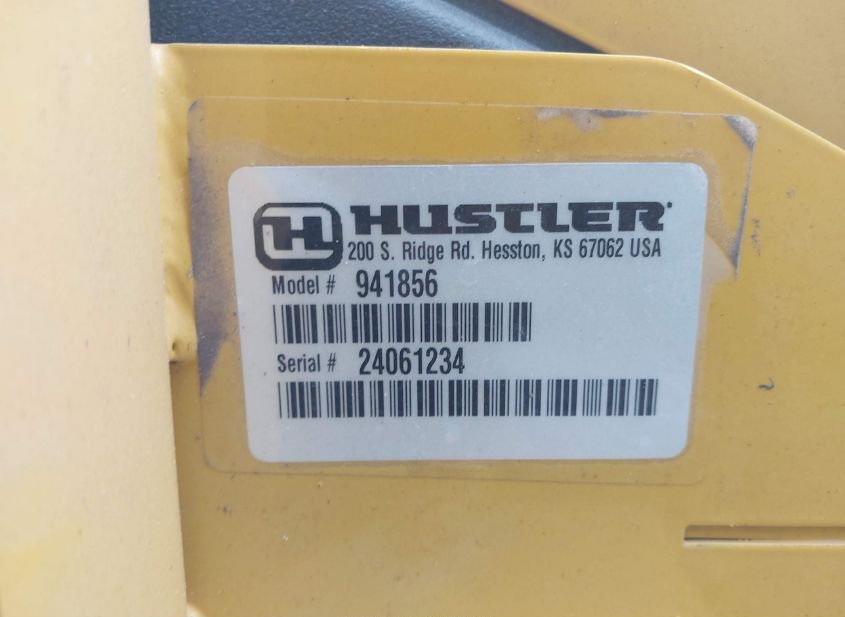 H HUSTLER
200 S. Ridge Rd. Hesston, KS 67062 USA
Model # 941856
Serial # 24061234